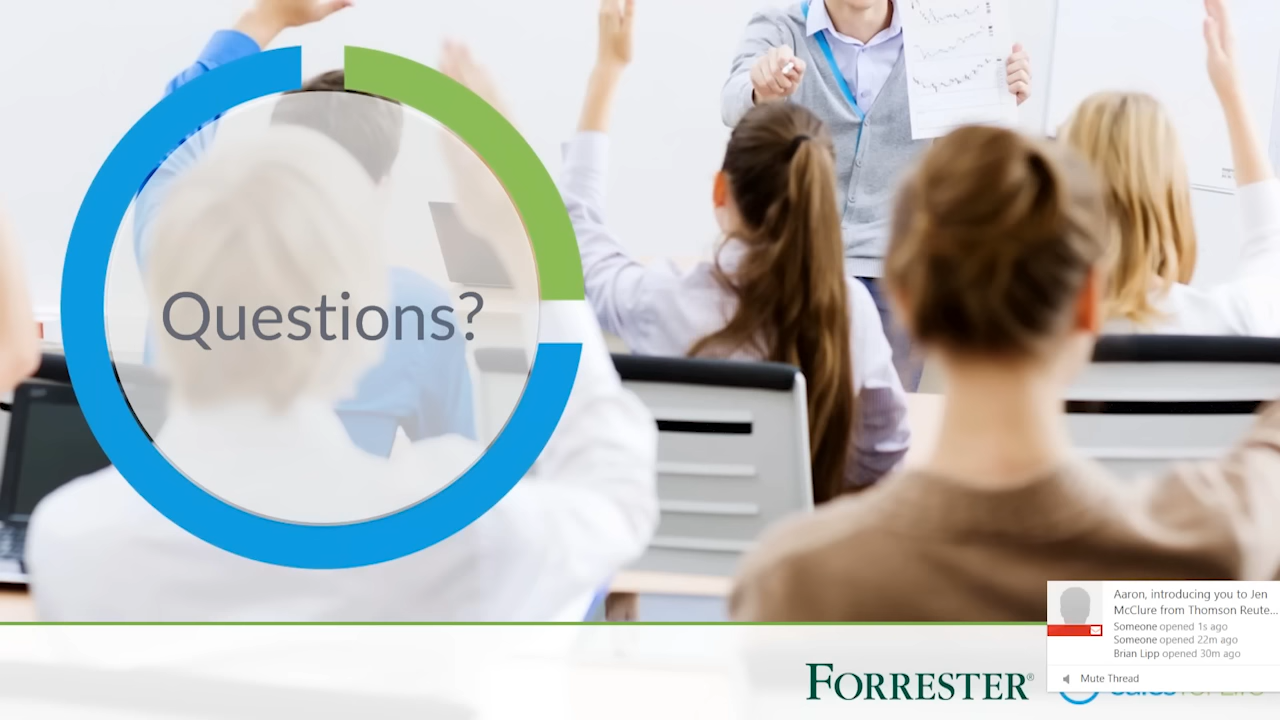 Questions?
Aaron, introducing you to Jen
McClure from Thomson Reute...
Someone opened 1s ago
Someone opened 22m ago
Brian Lipp opened 30m ago
Mute Thread
FORRESTER®